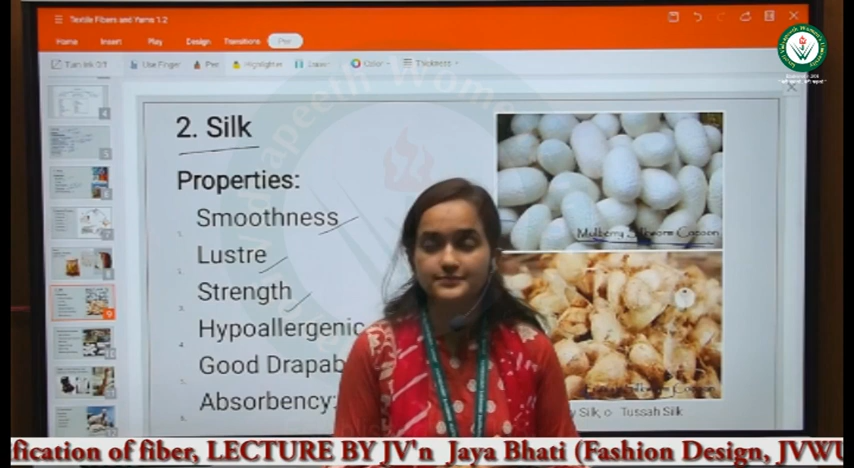 Textile Fibers and Yarns 1.2
Home Insert Play Design Transitions Pen
Use Finger Pen Highlighter Eraser Color Thickness
2. Silk
Properties:
Smoothness
Lustre
Strength
Hypoallergenic
Good Drapab
Absorbency:
Mulberry Silkworm Cocoon
Silkworm Cocoon
Silk, o Tussah Silk
fication of fiber, LECTURE BY JV'n Jaya Bhati (Fashion Design, JVWU